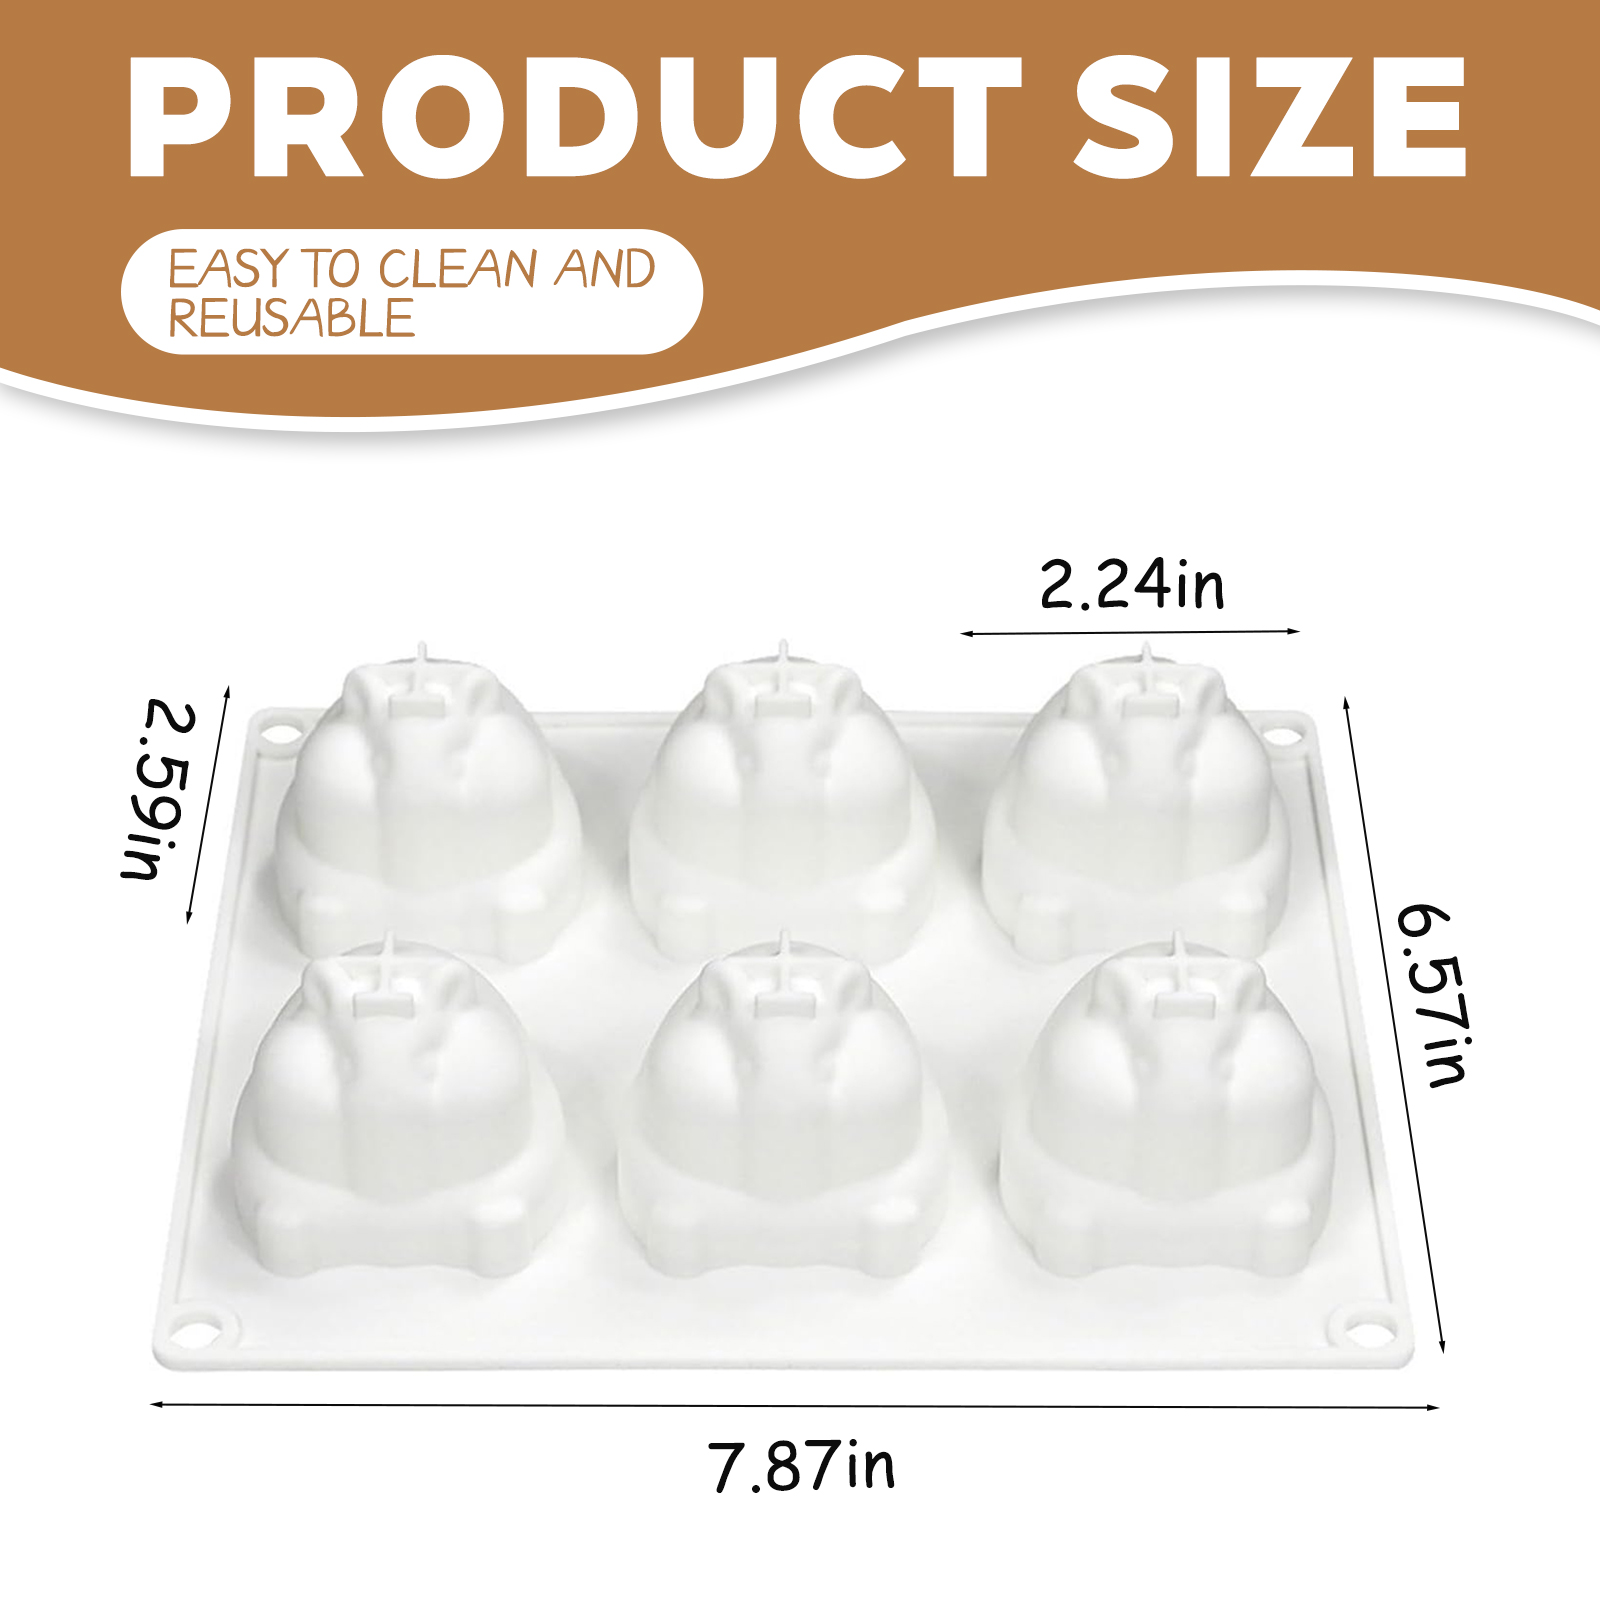 PRODUCT SIZE
EASY TO CLEAN AND
REUSABLE
2.24in
2.59in
6.57in
7.87in